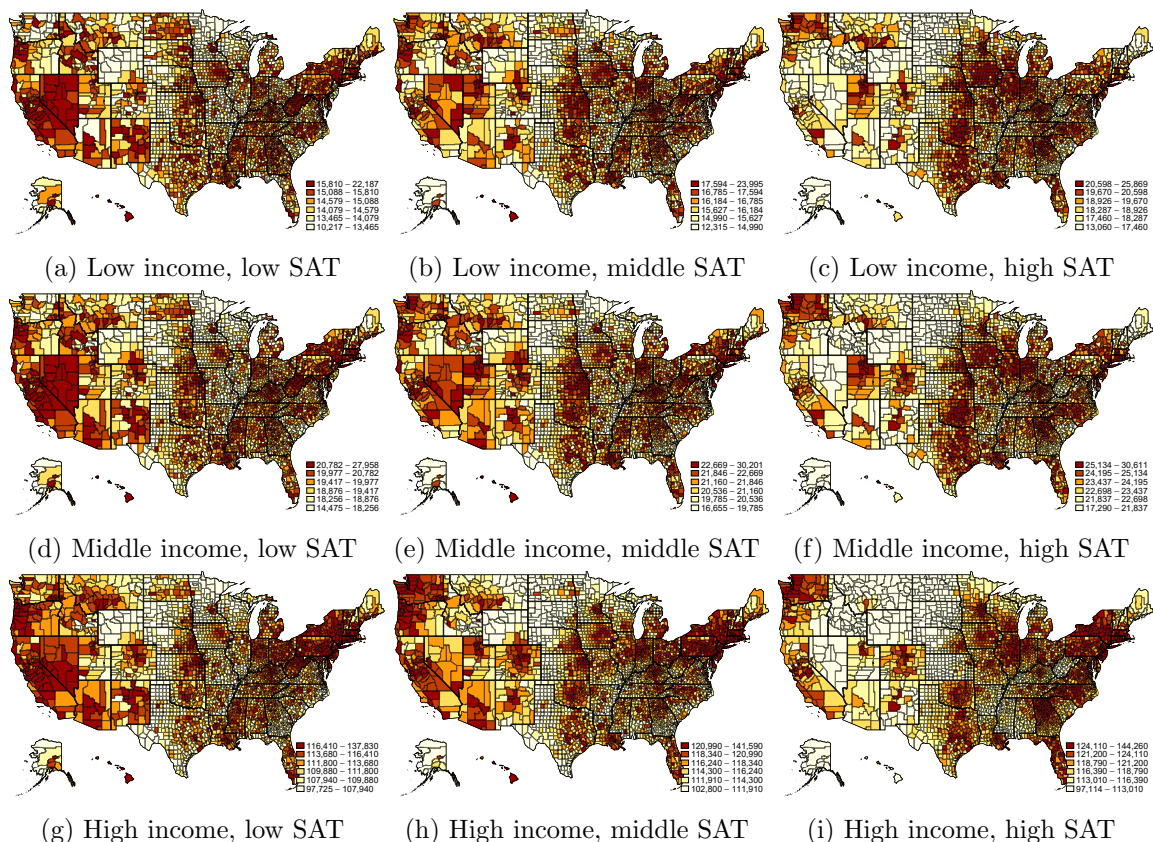 15,810 – 22,187
15,088 – 15,810
14,579 – 15,088
14,079 – 14,579
13,465 – 14,079
10,217 – 13,465
17,594 – 23,995
16,785 – 17,594
16,184 – 16,785
15,627 – 16,184
14,990 – 15,627
12,315 – 14,990
20,598 – 25,869
19,670 – 20,598
18,926 – 19,670
18,287 – 18,926
17,460 – 18,287
13,060 – 17,460
(a) Low income, low SAT
(b) Low income, middle SAT
(c) Low income, high SAT
20,782 – 27,958
19,977 – 20,782
19,417 – 19,977
18,876 – 19,417
18,256 – 18,876
14,475 – 18,256
22,669 – 30,201
21,846 – 22,669
21,160 – 21,846
20,536 – 21,160
19,785 – 20,536
16,655 – 19,785
25,134 – 30,611
24,195 – 25,134
23,437 – 24,195
22,698 – 23,437
21,837 – 22,698
17,290 – 21,837
(d) Middle income, low SAT
(e) Middle income, middle SAT
(f) Middle income, high SAT
116,410 – 137,830
113,680 – 116,410
111,800 – 113,680
109,880 – 111,800
107,940 – 109,880
97,725 – 107,940
120,990 – 141,590
118,340 – 120,990
116,240 – 118,340
114,300 – 116,240
111,910 – 114,300
102,800 – 111,910
124,110 – 144,260
121,200 – 124,110
118,790 – 121,200
116,390 – 118,790
113,010 – 116,390
97,114 – 113,010
(g) High income, low SAT
(h) High income, middle SAT
(i) High income, high SAT